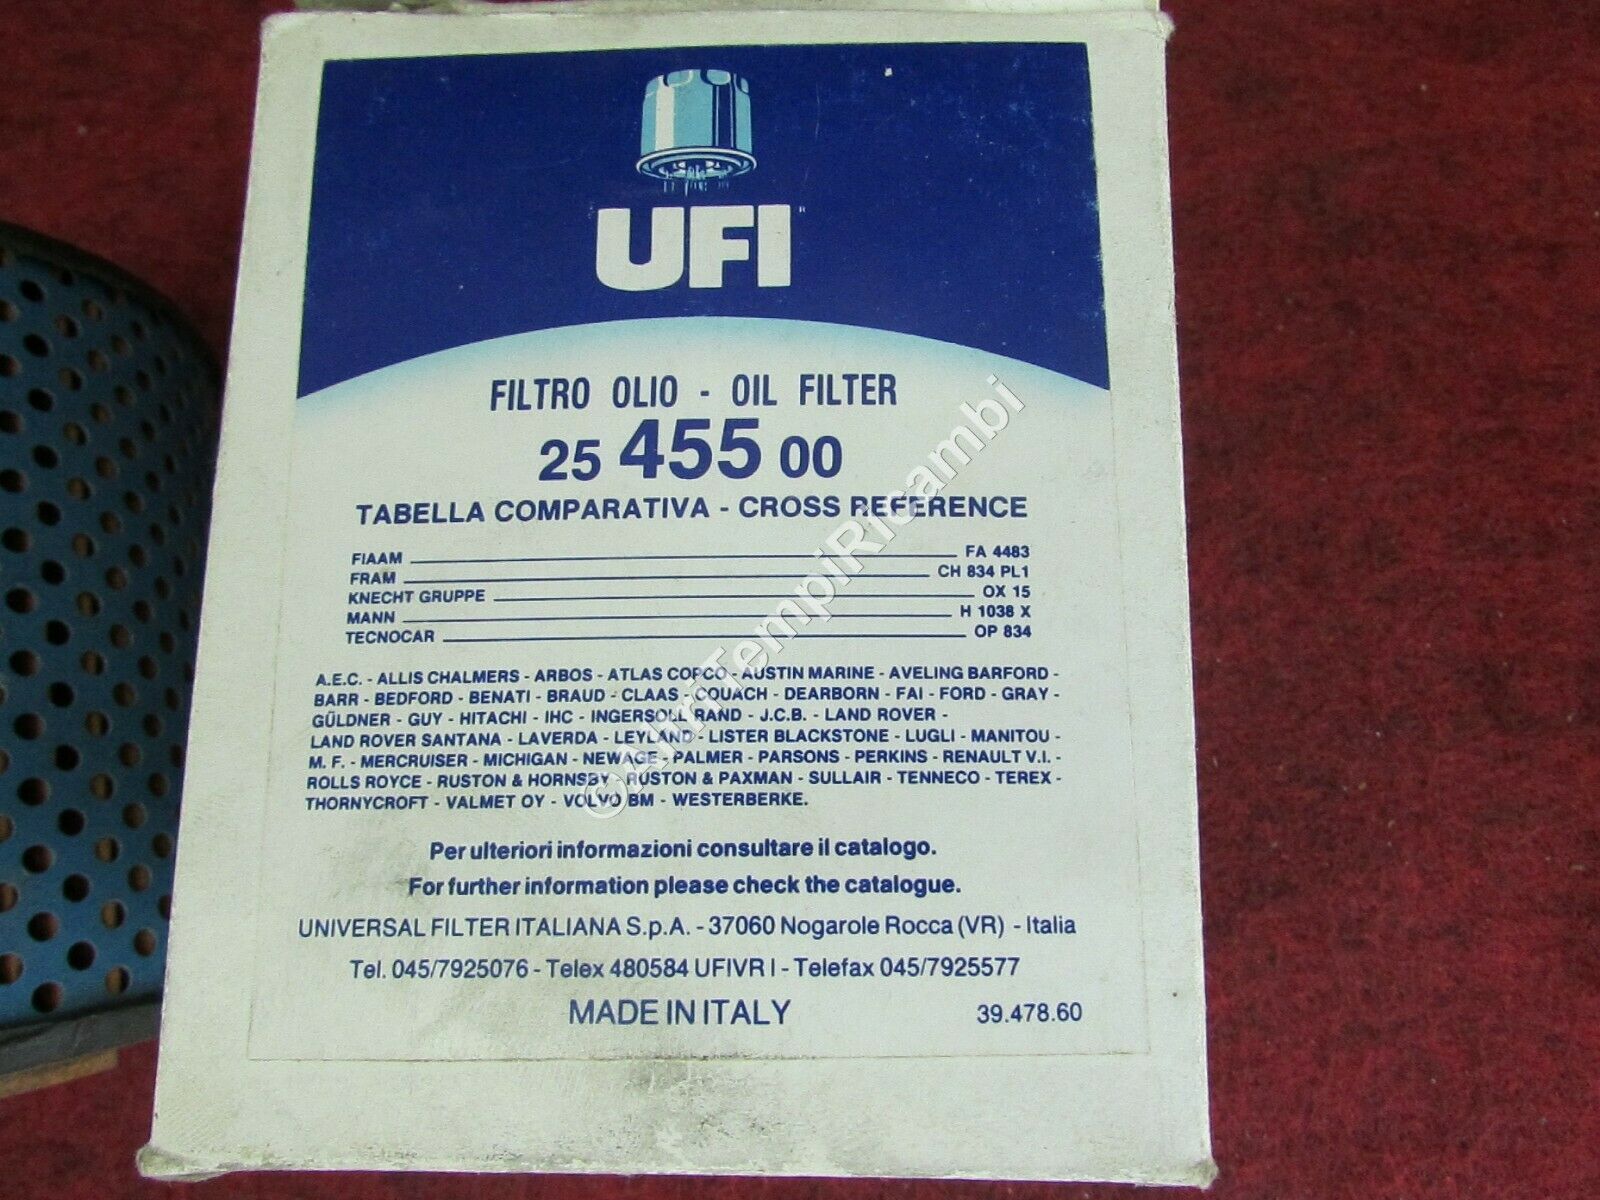 UFI
FILTRO OLIO - OIL FILTER
25 455 00
TABELLA COMPARATIVA - CROSS REFERENCE
FIAAM FA 4483
FRAM CH 834 PL1
KNECHT GRUPPE OX 15
MANN H 1038 X
TECNOCAR OP 834
A.E.C. - ALLIS CHALMERS - ARBOS - ATLAS COPCO - AUSTIN MARINE - AVELING BARFORD -
BARR - BEDFORD - BENATI - BRAUD - CLAAS - COUACH - DEARBORN - FAI - FORD - GRAY -
GÜLDNER - GUY - HITACHI - IHC - INGERSOLL RAND - J.C.B. - LAND ROVER -
LAND ROVER SANTANA - LAVERDA - LEYLAND - LISTER BLACKSTONE - LUGLI - MANITOU -
M. F. - MERCRUISER - MICHIGAN - NEWAGE - PALMER - PARSONS - PERKINS - RENAULT V.I. -
ROLLS ROYCE - RUSTON & HORNSBY - RUSTON & PAXMAN - SULLAIR - TENNECO - TEREX -
THORNYCROFT - VALMET OY - VOLVO BM - WESTERBERKE.
Per ulteriori informazioni consultare il catalogo.
For further information please check the catalogue.
UNIVERSAL FILTER ITALIANA S.p.A. - 37060 Nogarole Rocca (VR) - Italia
Tel. 045/7925076 - Telex 480584 UFIVR I - Telefax 045/7925577
MADE IN ITALY 39.478.60
©AltriTempiRicambi